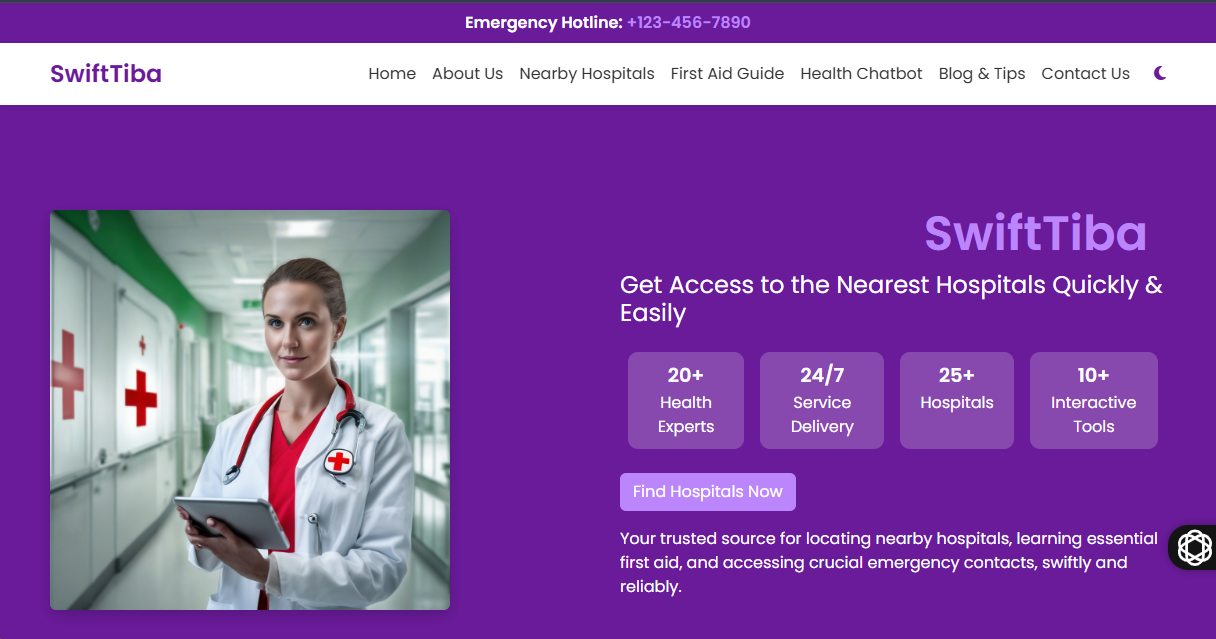 Emergency Hotline: +123-456-7890
SwiftTiba
Home About Us Nearby Hospitals First Aid Guide Health Chatbot Blog & Tips Contact Us
SwiftTiba
Get Access to the Nearest Hospitals Quickly &
Easily
20+
Health
Experts
24/7
Service
Delivery
25+
Hospitals
10+
Interactive
Tools
Find Hospitals Now
Your trusted source for locating nearby hospitals, learning essential
first aid, and accessing crucial emergency contacts, swiftly and
reliably.